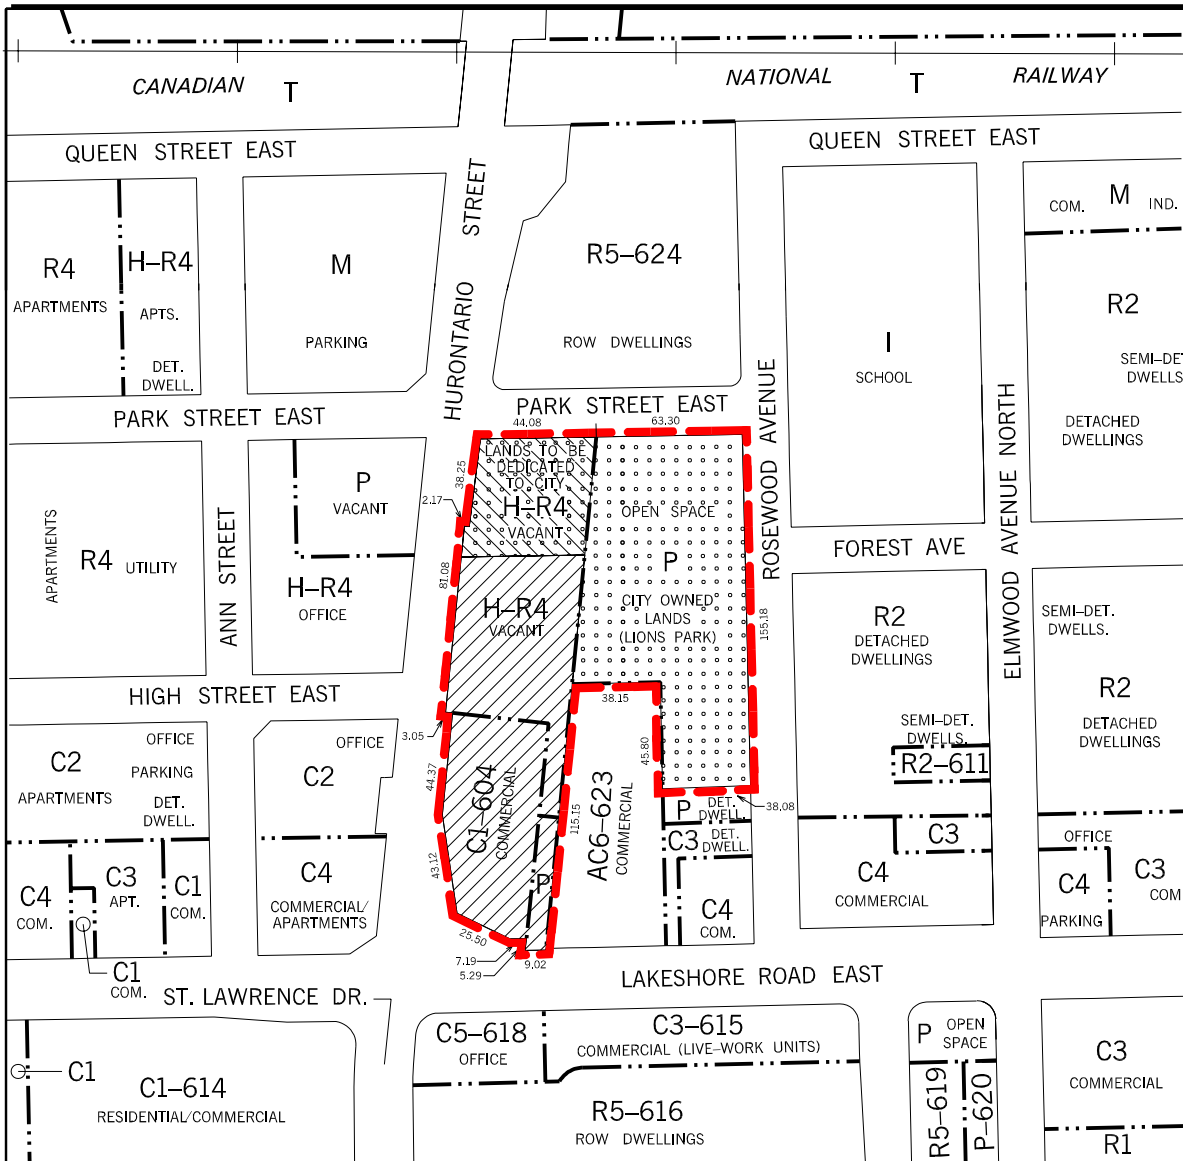 CANADIAN T
NATIONAL T RAILWAY
QUEEN STREET EAST
QUEEN STREET EAST
HURONTARIO STREET
R4
APARTMENTS
H–R4
APTS.
DET.
DWELL.
M
PARKING
R5–624
ROW DWELLINGS
I
SCHOOL
COM. M IND.
R2
SEMI–DET
DWELLS
DETACHED
DWELLINGS
PARK STREET EAST
PARK STREET EAST
ROSEWOOD AVENUE
ELMWOOD AVENUE NORTH
44.08
63.30
38.25
2.17
81.08
LANDS TO BE
DEDICATED
TO CITY
H–R4
VACANT
OPEN SPACE
P
CITY OWNED
LANDS
(LIONS PARK)
155.18
H–R4
VACANT
P
VACANT
H–R4
OFFICE
ANN STREET
APARTMENTS
R4 UTILITY
FOREST AVE
R2
DETACHED
DWELLINGS
SEMI–DET.
DWELLS.
R2–611
SEMI–DET.
DWELLS.
R2
DETACHED
DWELLINGS
HIGH STREET EAST
38.15
45.80
3.05
44.37
43.12
115.15
38.08
25.50
7.19
5.29
9.02
C1–604
COMMERCIAL
P
AC6–623
COMMERCIAL
P DET.
DWELL.
C3 DET.
DWELL.
C4
COM.
OFFICE
C2
PARKING
APARTMENTS
DET.
DWELL.
OFFICE
C2
C4
COMMERCIAL/
APARTMENTS
C4
COM.
C3
APT.
C1
COM.
C1
COM.
C3
C4
COMMERCIAL
OFFICE
C4
PARKING
C3
COM
LAKESHORE ROAD EAST
ST. LAWRENCE DR.
C1
C1–614
RESIDENTIAL/COMMERCIAL
C5–618
OFFICE
C3–615
COMMERCIAL (LIVE–WORK UNITS)
R5–616
ROW DWELLINGS
P OPEN
SPACE
R5–619
P–620
C3
COMMERCIAL
R1